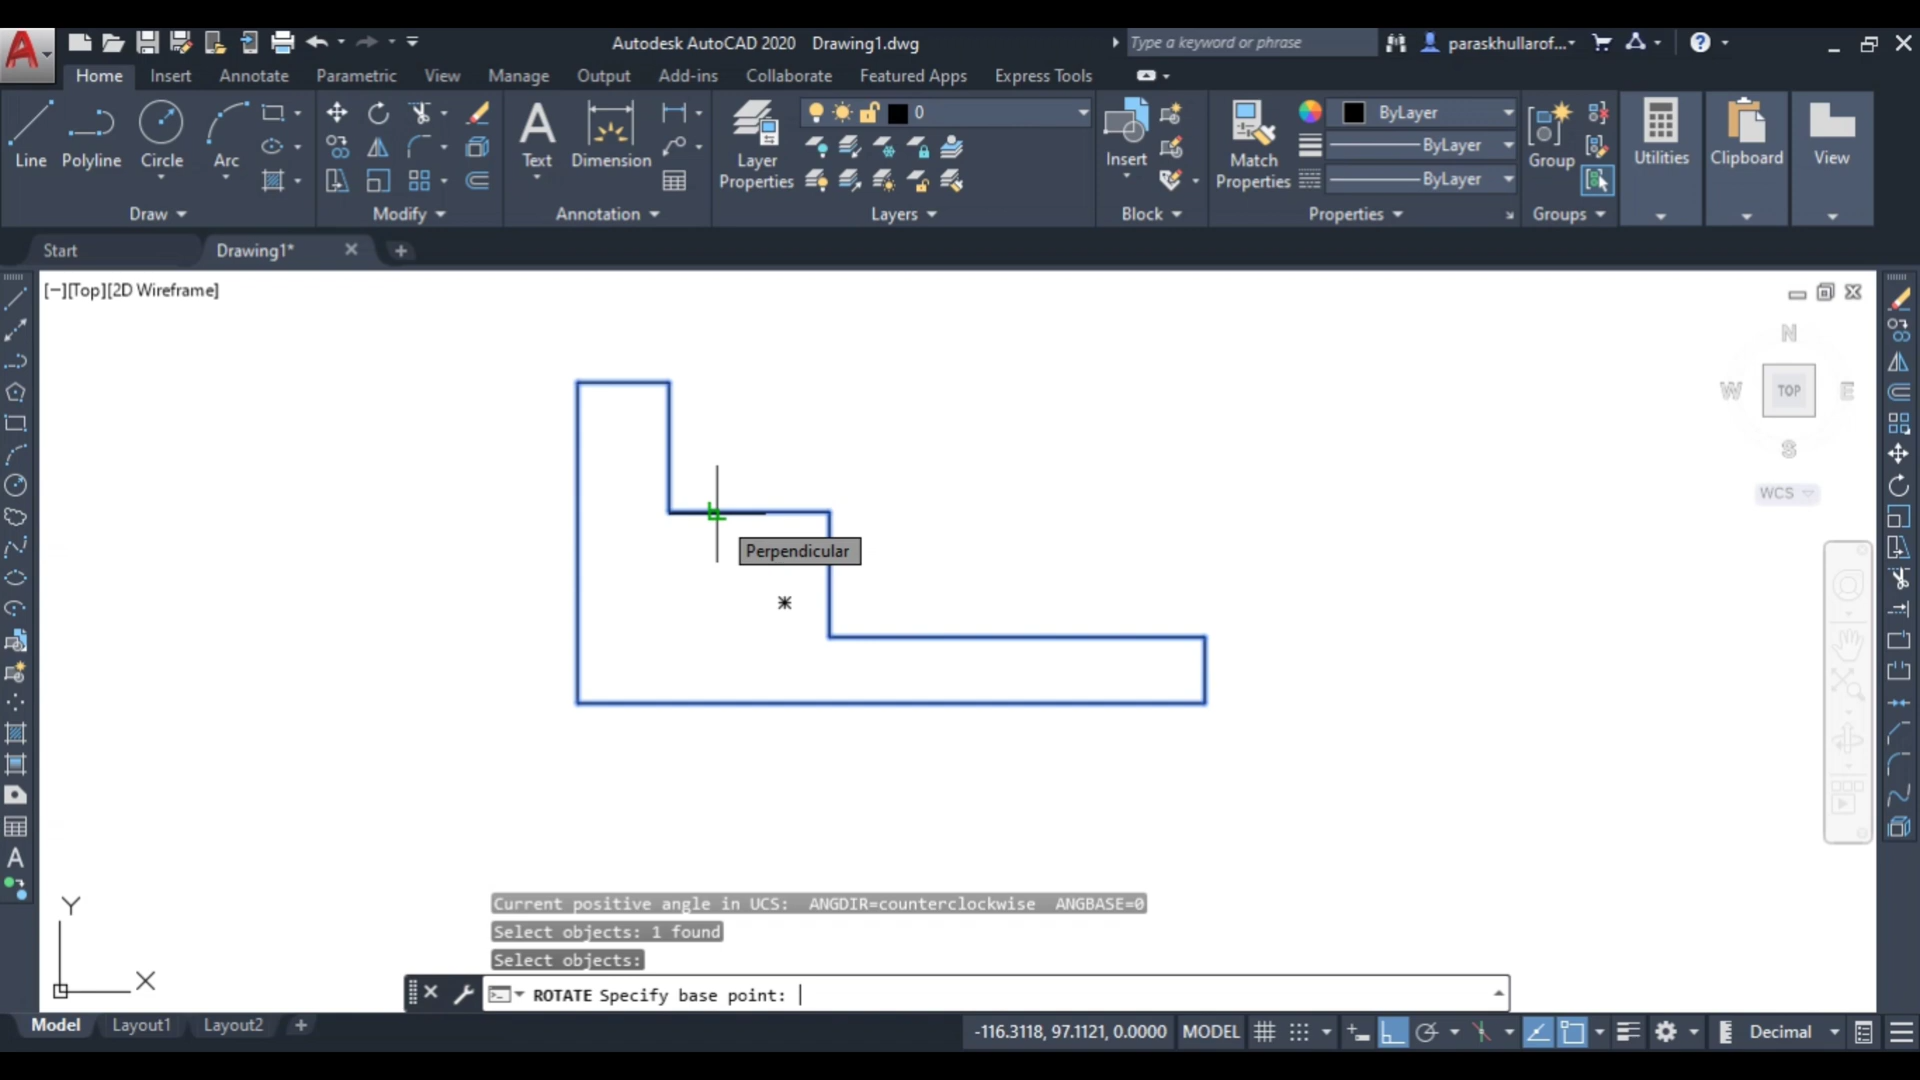 Autodesk AutoCAD 2020 Drawing1.dwg
Type a keyword or phrase
paraskhullarof...
Home Insert Annotate Parametric View Manage Output Add-ins Collaborate Featured Apps Express Tools
0
ByLayer
Line Polyline Circle Arc
Text Dimension
Layer Properties
Insert
Match Properties
ByLayer
ByLayer
Group
Utilities Clipboard View
Draw Modify Annotation Layers Block Properties Groups
Start Drawing1*
[−][Top][2D Wireframe]
N
W TOP E
S
WCS
Perpendicular
Y
X
Current positive angle in UCS: ANGDIR=counterclockwise ANGBASE=0
Select objects: 1 found
Select objects:
ROTATE Specify base point:
Model Layout1 Layout2
-116.3118, 97.1121, 0.0000 MODEL
Decimal